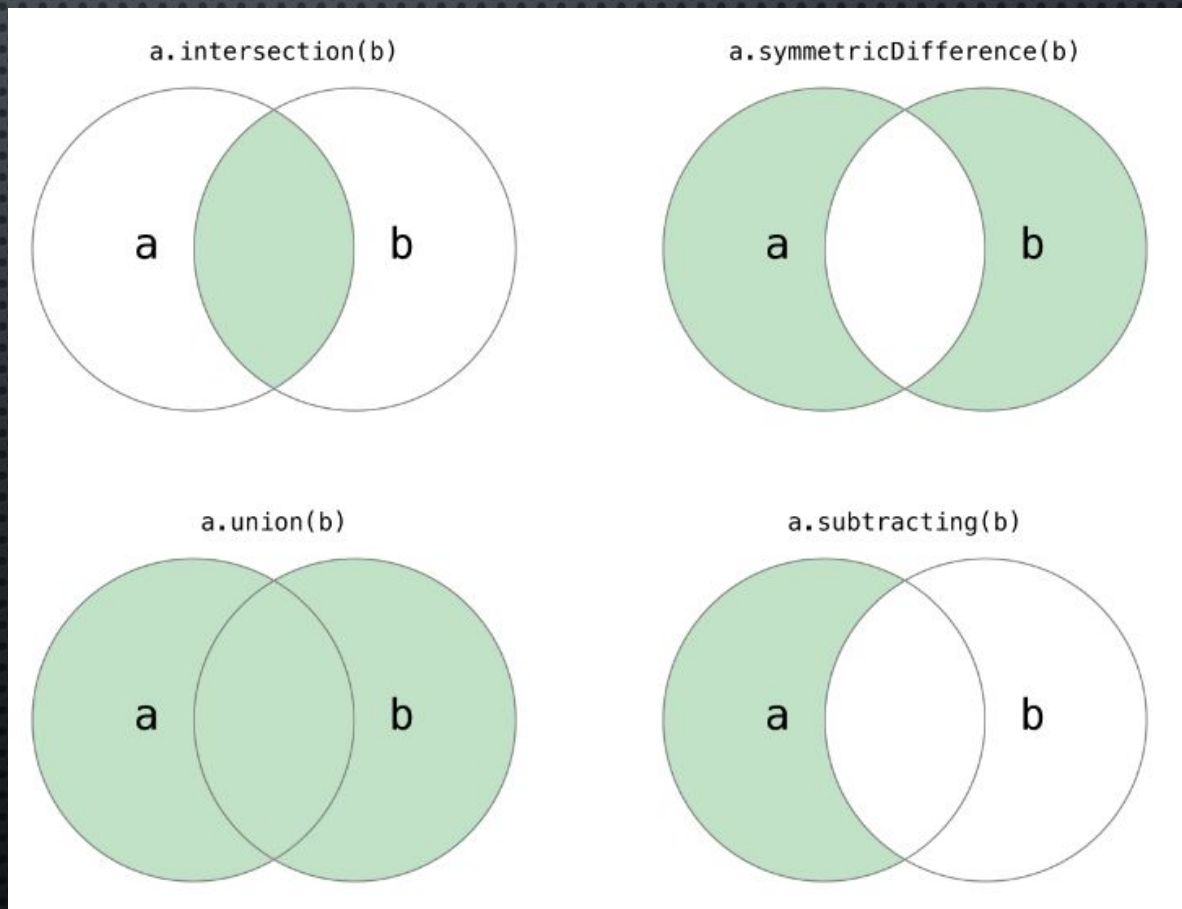 a.intersection(b)
a.symmetricDifference(b)
a b
a b
a.union(b)
a.subtracting(b)
a b
a b